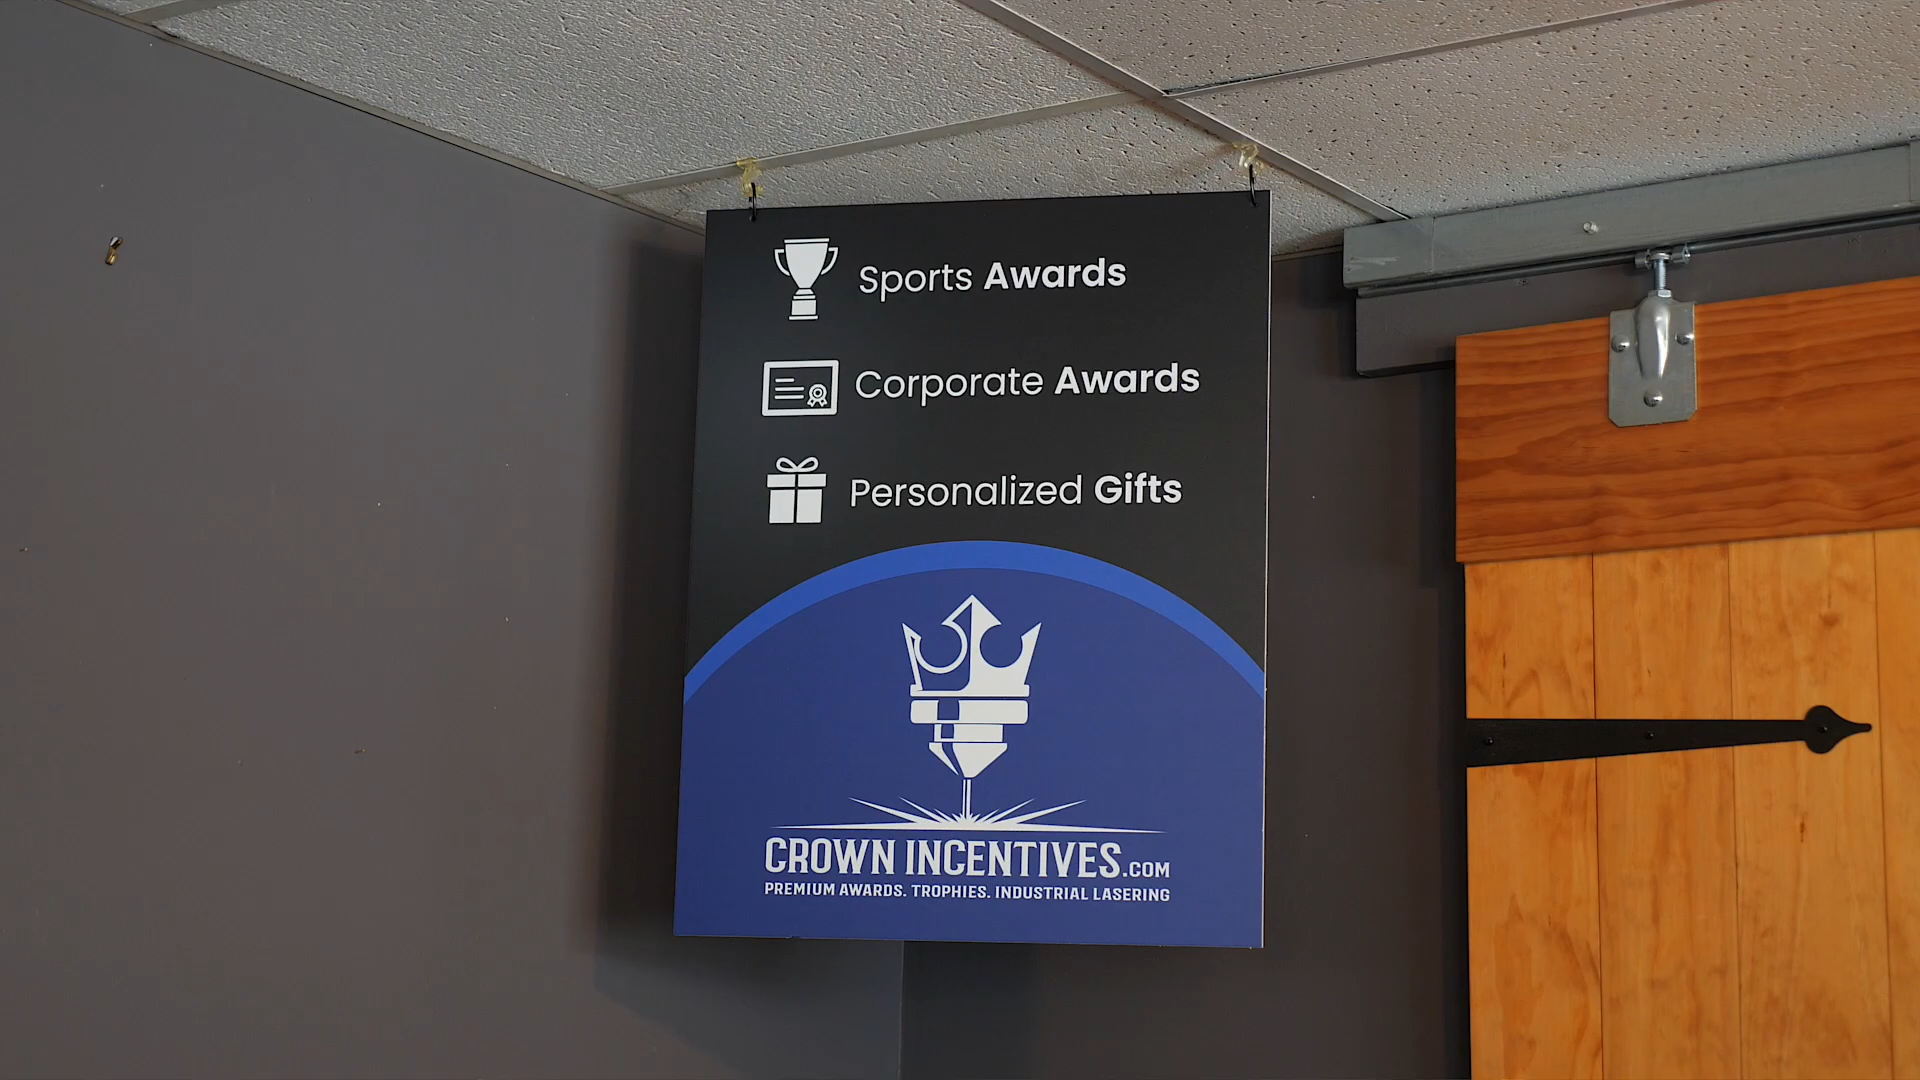 Sports Awards
Corporate Awards
Personalized Gifts
CROWN INCENTIVES.COM
PREMIUM AWARDS. TROPHIES. INDUSTRIAL LASERING